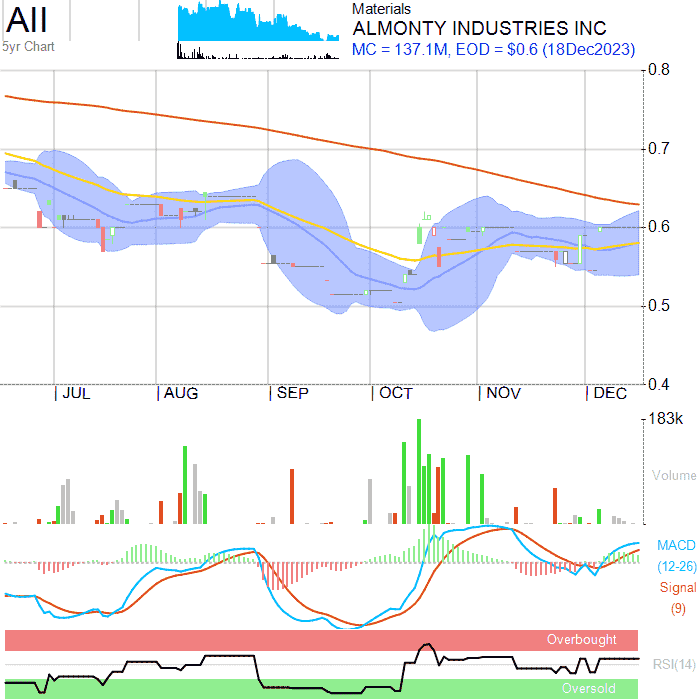 AII
5yr Chart
Materials
ALMONTY INDUSTRIES INC
MC = 137.1M, EOD = $0.6 (18Dec2023)
0.8
0.7
0.6
0.5
0.4
JUL AUG SEP OCT NOV DEC
183k
Volume
MACD
(12-26)
Signal
(9)
Overbought
RSI(14)
Oversold